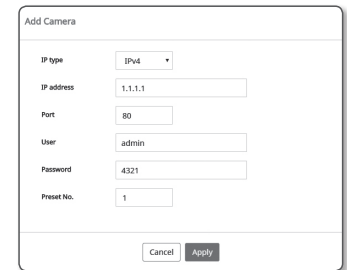 Add Camera
IP type IPv4
IP address 1.1.1.1
Port 80
User admin
Password 4321
Preset No. 1
Cancel Apply